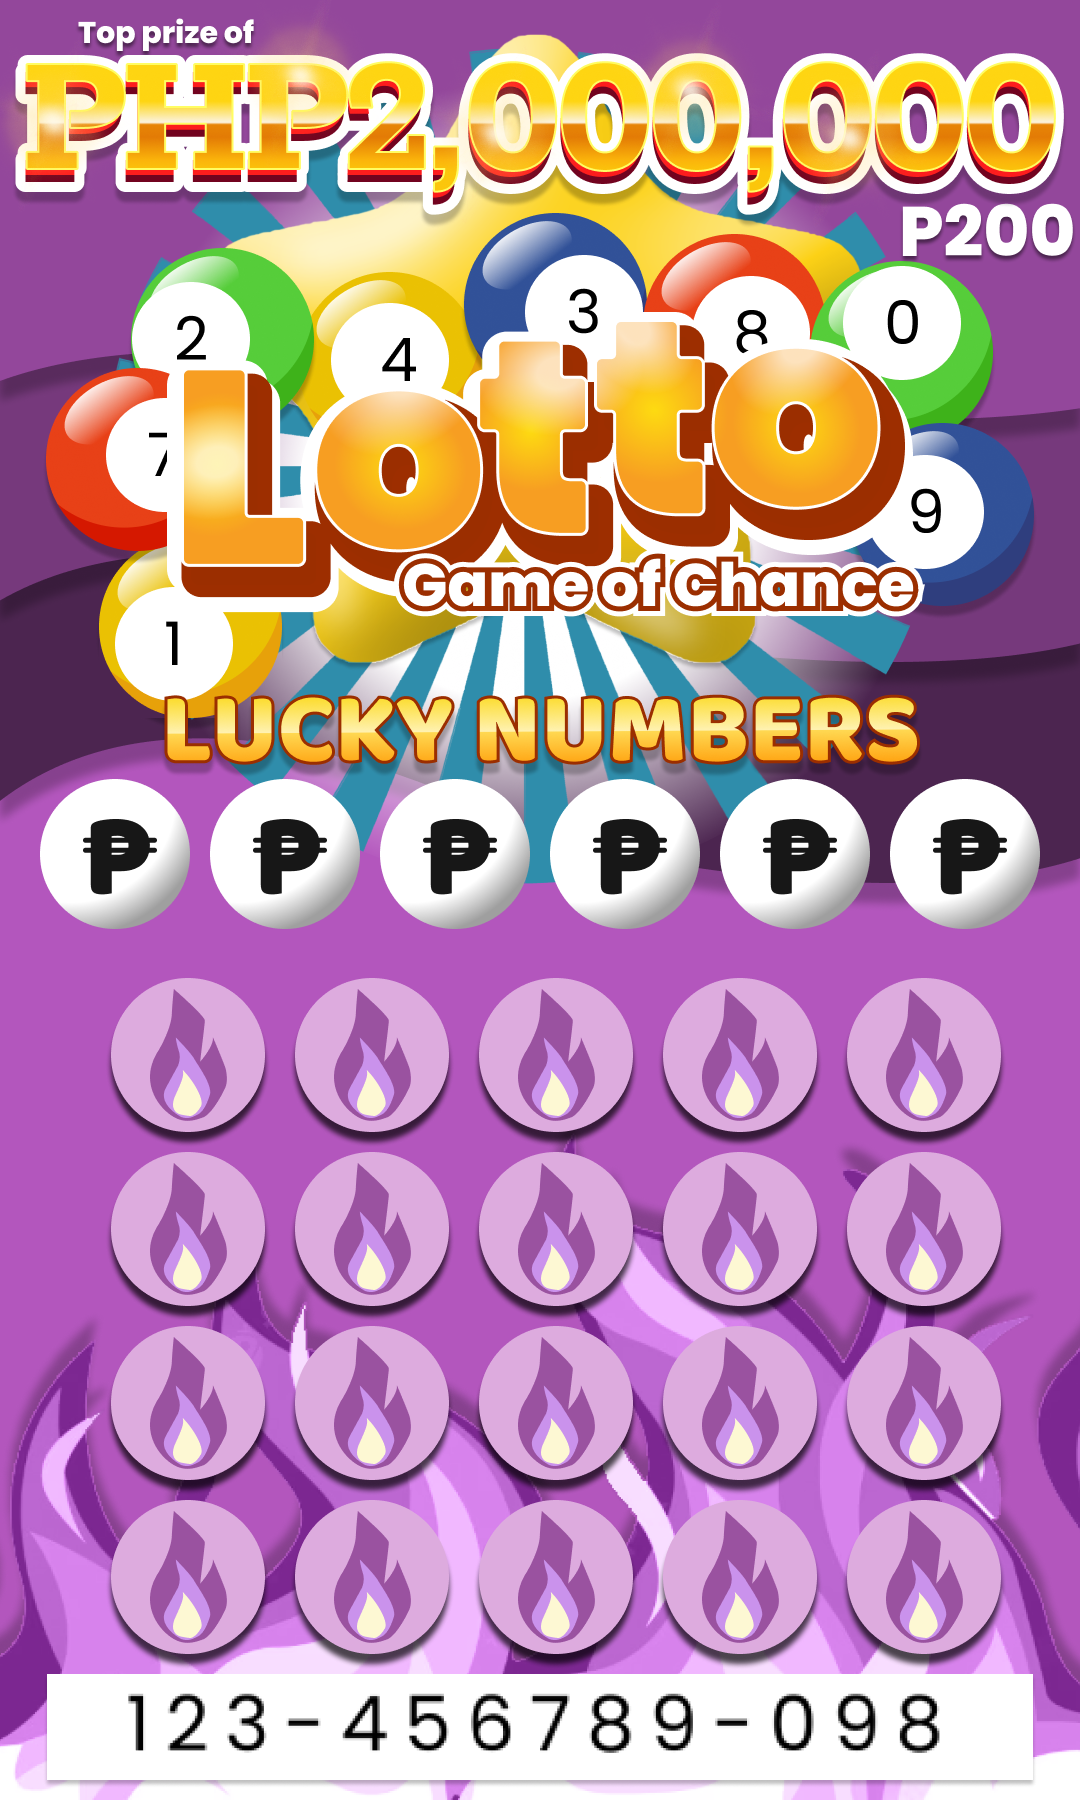 Top prize of
PHP2,000,000
P200
2 4 3 8 0
7 9
1
Lotto
Game of Chance
LUCKY NUMBERS
₱ ₱ ₱ ₱ ₱ ₱
123-456789-098